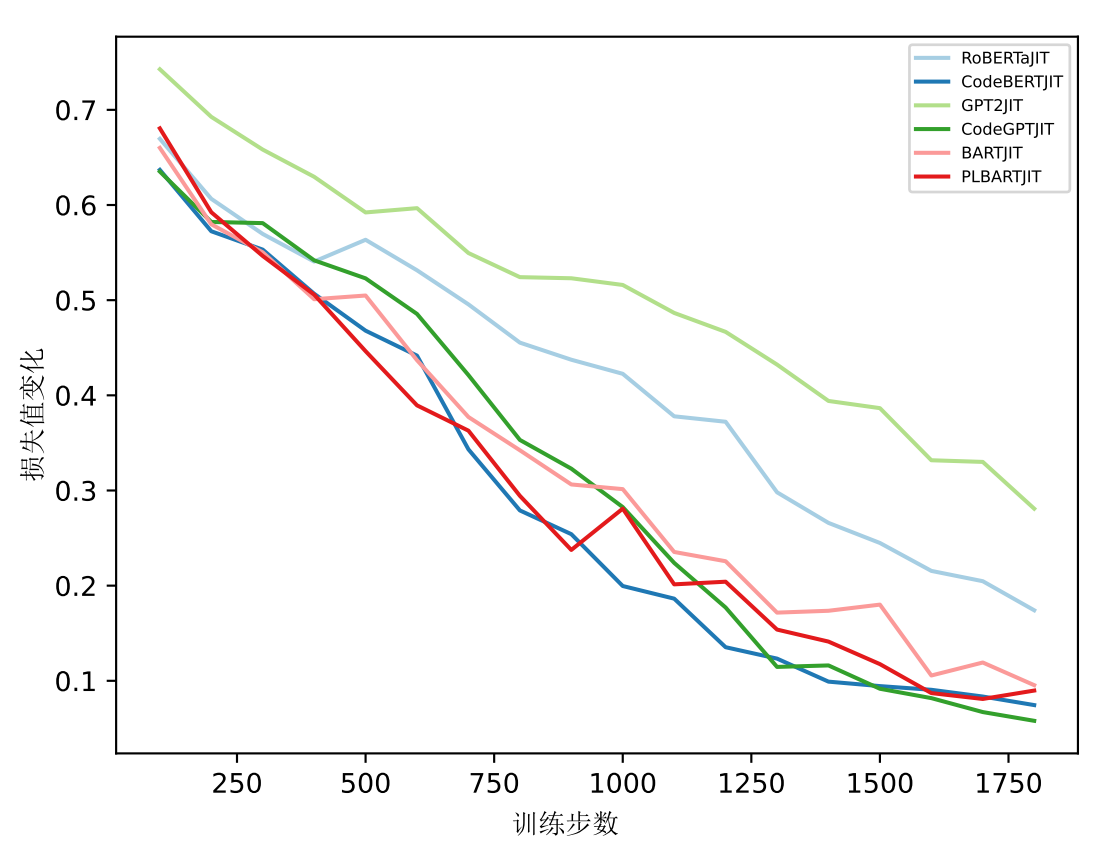 RoBERTaJIT
CodeBERTJIT
GPT2JIT
CodeGPTJIT
BARTJIT
PLBARTJIT
0.7
0.6
0.5
0.4
0.3
0.2
0.1
损失值变化
250 500 750 1000 1250 1500 1750
训练步数